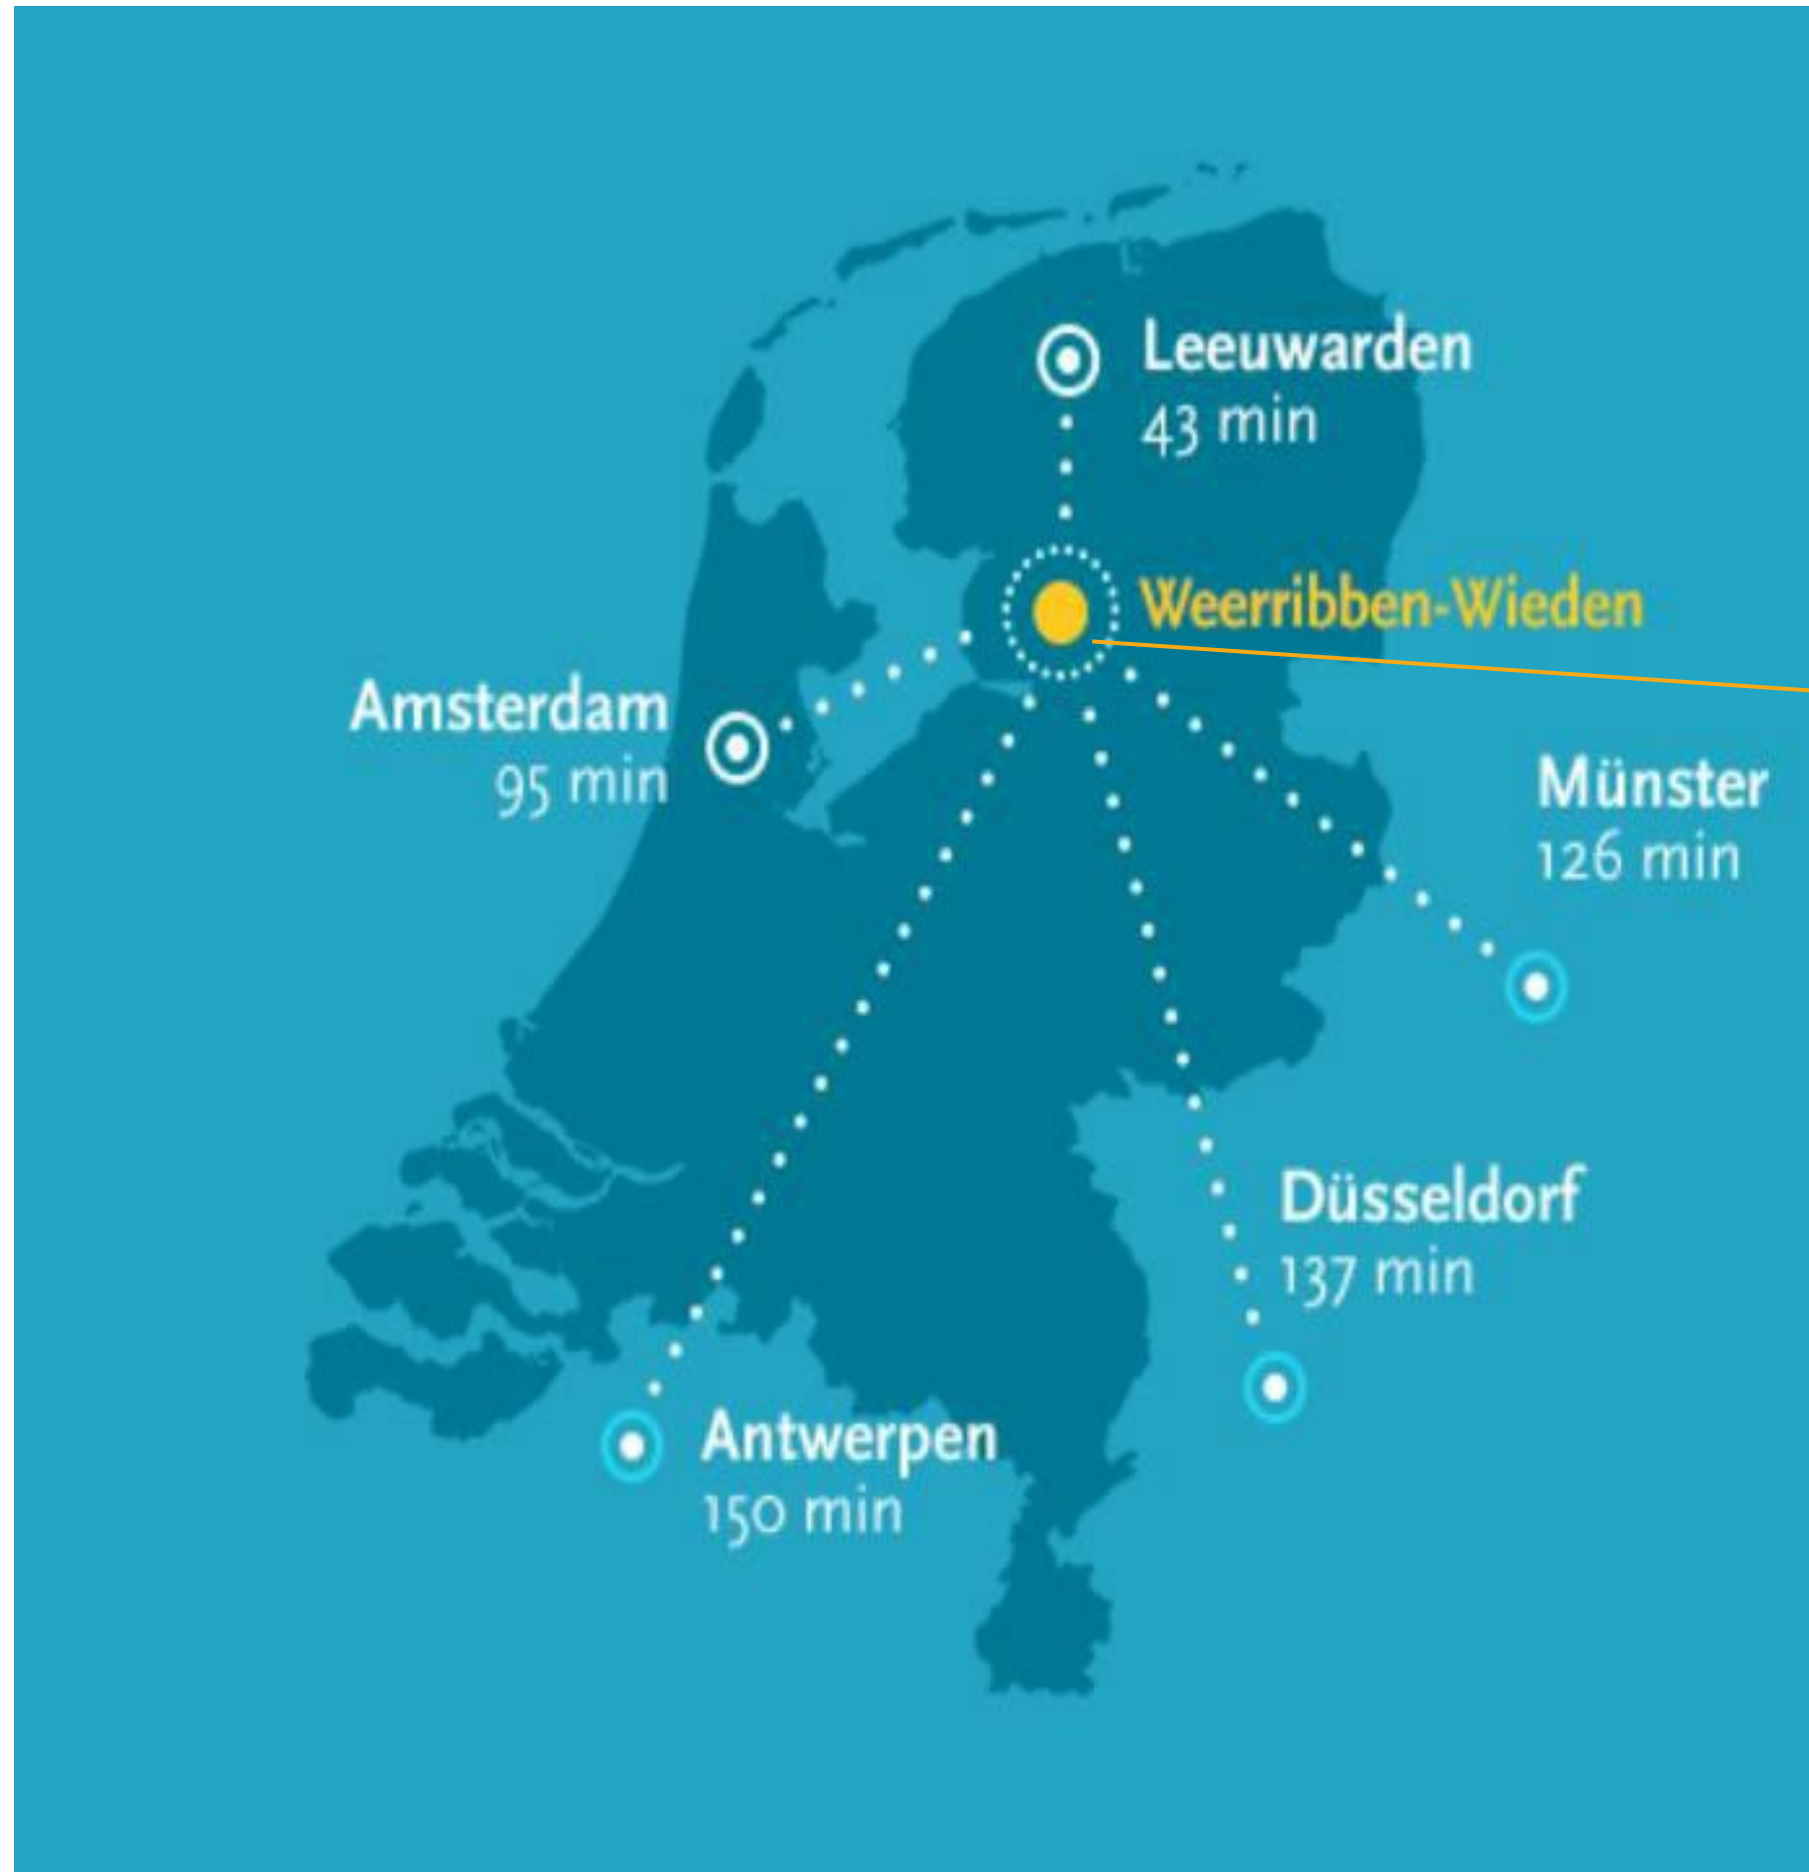 Leeuwarden
43 min
Weerribben-Wieden
Amsterdam
95 min
Münster
126 min
Düsseldorf
137 min
Antwerpen
150 min